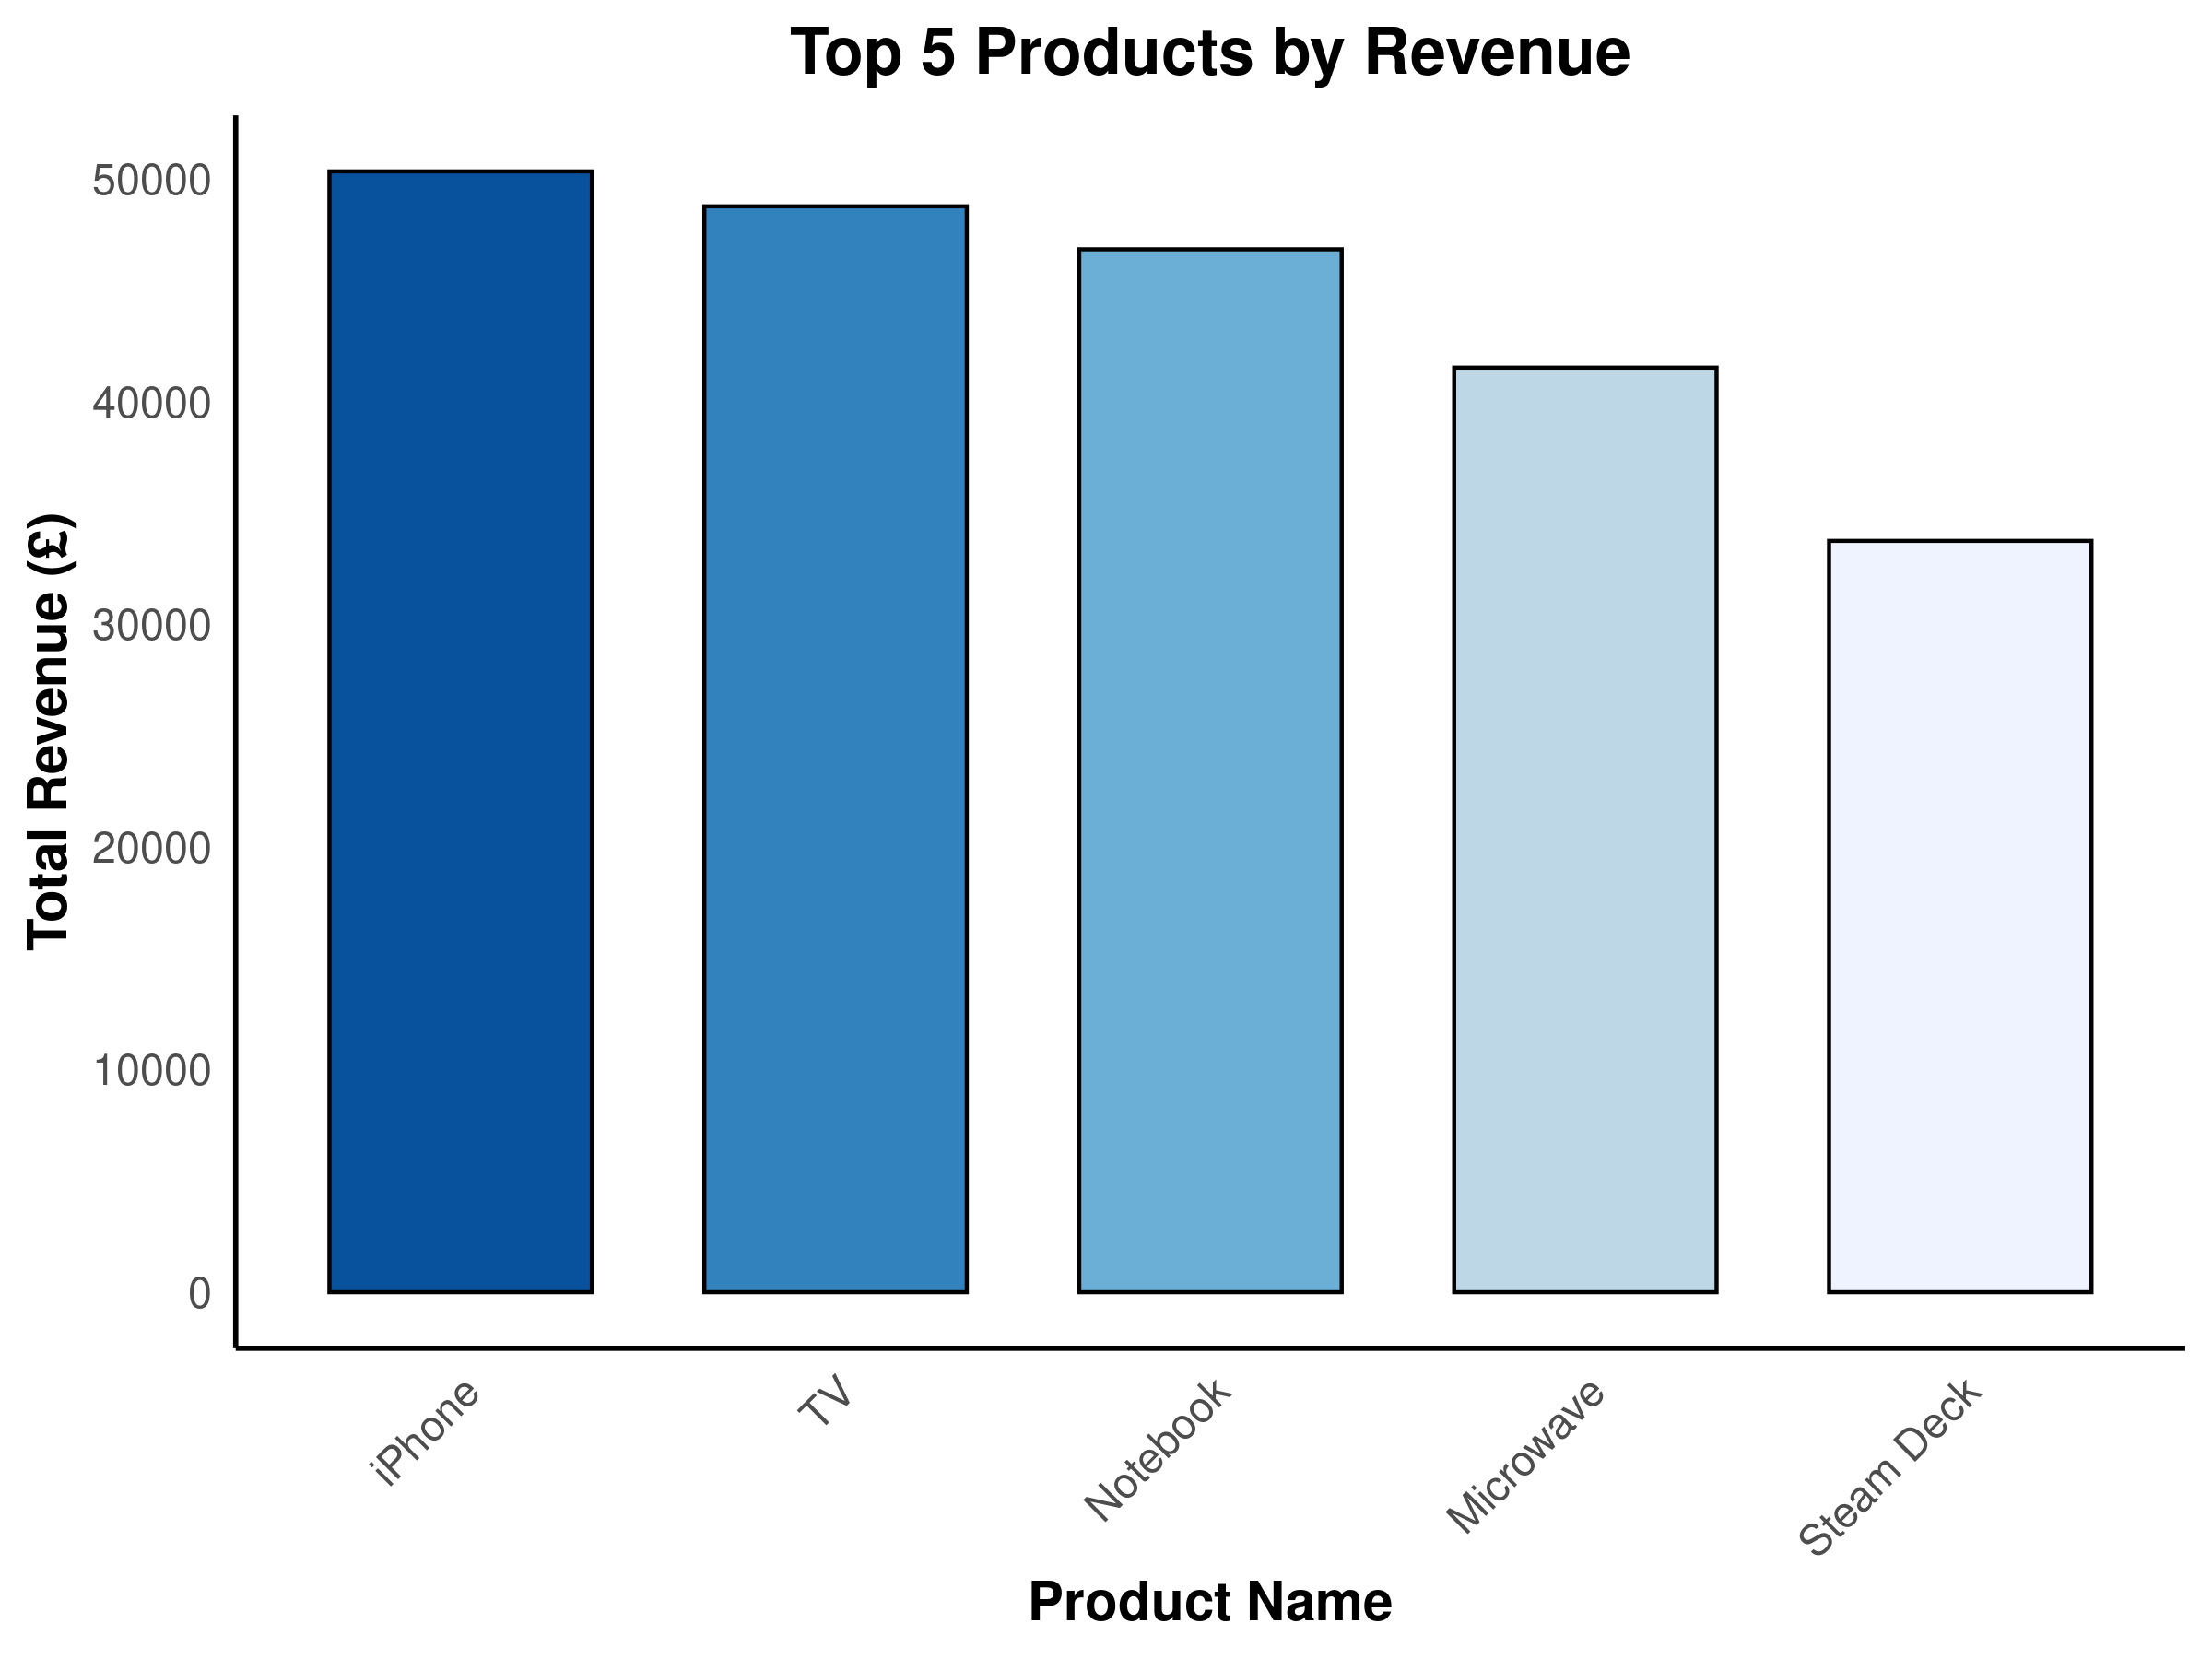 Top 5 Products by Revenue
Total Revenue (£)
50000
40000
30000
20000
10000
0
iPhone
TV
Notebook
Microwave
Steam Deck
Product Name